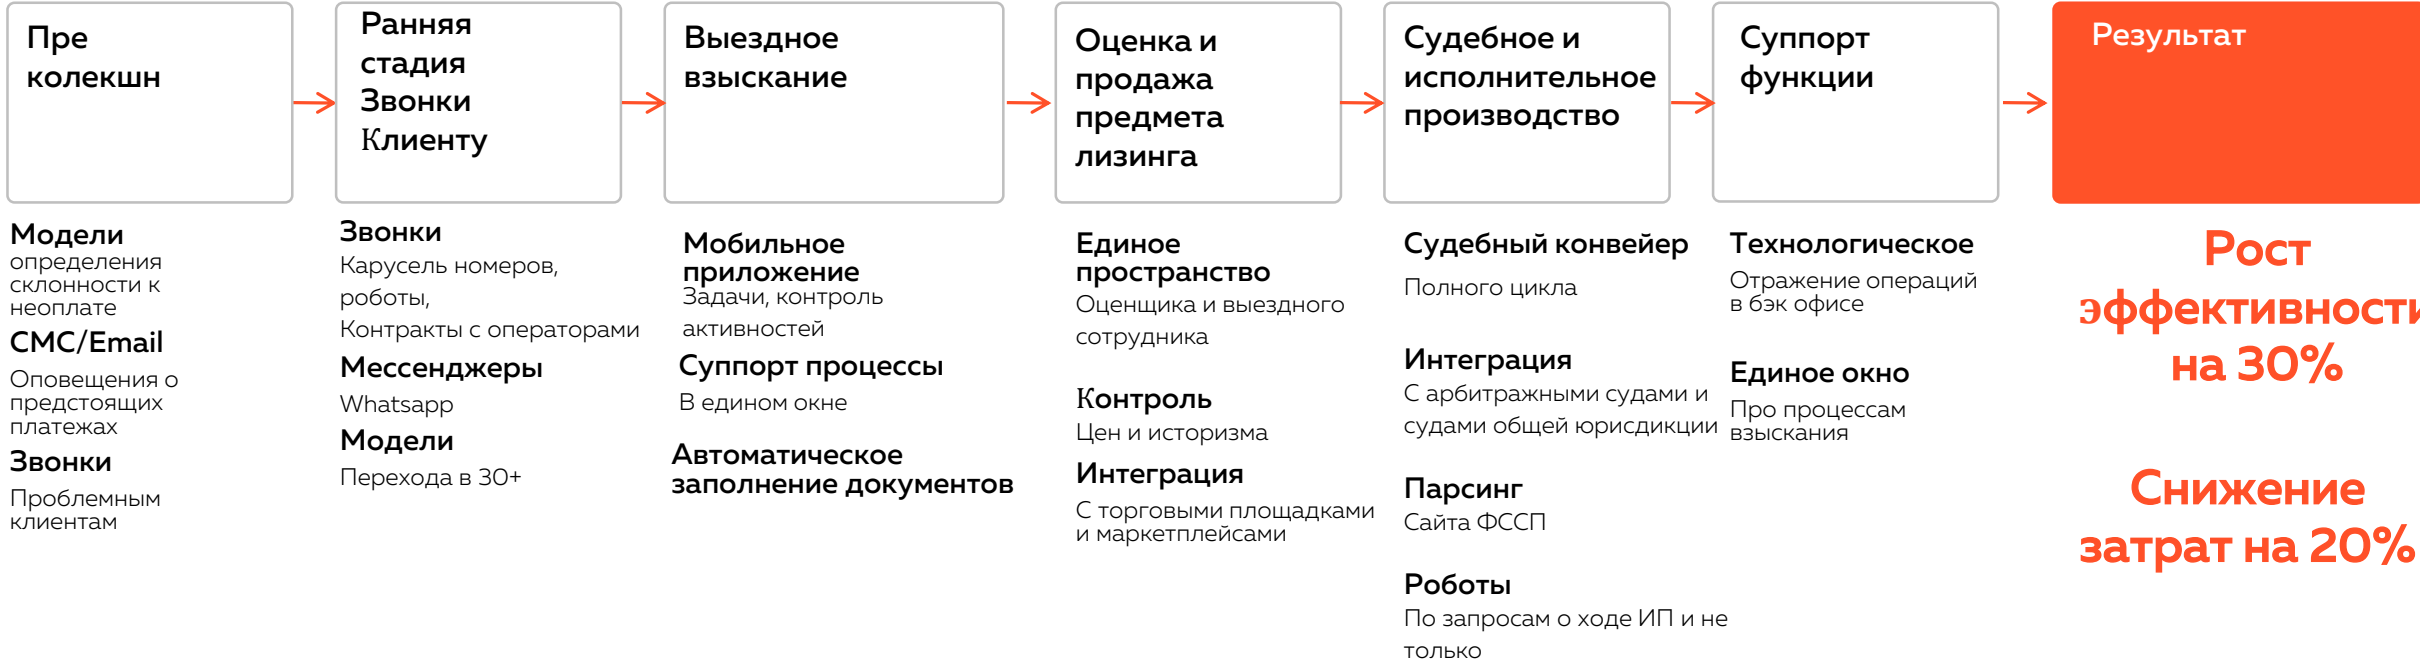 Пре
колекшн
Ранняя
стадия
Звонки
Клиенту
Выездное
взыскание
Оценка и
продажа
предмета
лизинга
Судебное и
исполнительное
производство
Суппорт
функции
Результат
Модели
определения
склонности к
неоплате
СМС/Email
Оповещения о
предстоящих
платежах
Звонки
Проблемным
клиентам
Звонки
Карусель номеров,
роботы,
Контракты с операторами
Мессенджеры
Whatsapp
Модели
Перехода в 30+
Мобильное
приложение
Задачи, контроль
активностей
Суппорт процессы
В едином окне
Автоматическое
заполнение документов
Единое
пространство
Оценщика и выездного
сотрудника
Контроль
Цен и историзма
Интеграция
С торговыми площадками
и маркетплейсами
Судебный конвейер
Полного цикла
Интеграция
С арбитражными судами и
судами общей юрисдикции
Парсинг
Сайта ФССП
Роботы
По запросам о ходе ИП и не
только
Технологическое
Отражение операций
в бэк офисе
Единое окно
Про процессам
взыскания
Рост
эффективности
на 30%
Снижение
затрат на 20%